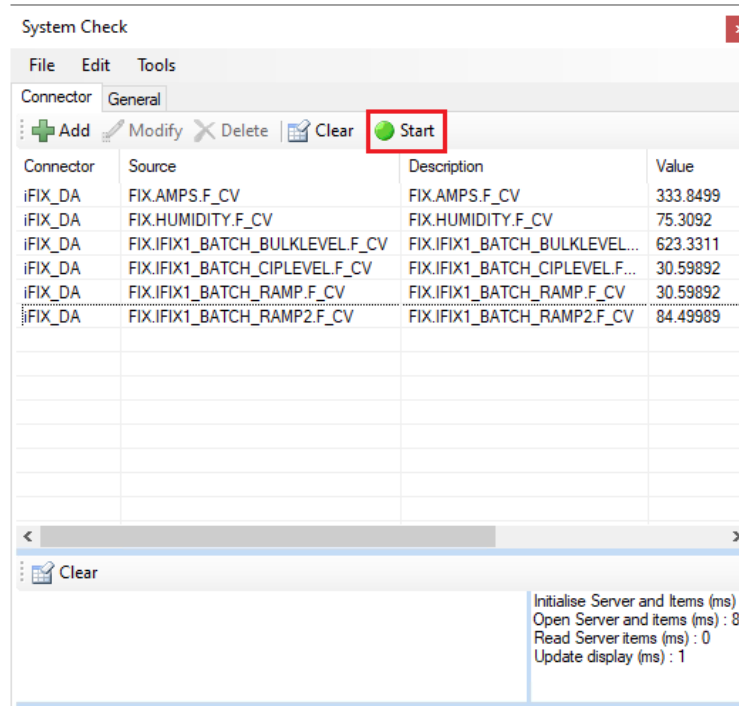 System Check
File Edit Tools
Connector General
Add Modify Delete Clear Start
Connector Source Description Value
iFIX_DA FIX.AMPS.F_CV FIX.AMPS.F_CV 333.8499
iFIX_DA FIX.HUMIDITY.F_CV FIX.HUMIDITY.F_CV 75.3092
iFIX_DA FIX.IFIX1_BATCH_BULKLEVEL.F_CV FIX.IFIX1_BATCH_BULKLEVEL... 623.3311
iFIX_DA FIX.IFIX1_BATCH_CIPLEVEL.F_CV FIX.IFIX1_BATCH_CIPLEVEL.F... 30.59892
iFIX_DA FIX.IFIX1_BATCH_RAMP.F_CV FIX.IFIX1_BATCH_RAMP.F_CV 30.59892
iFIX_DA FIX.IFIX1_BATCH_RAMP2.F_CV FIX.IFIX1_BATCH_RAMP2.F_CV 84.49989
Clear
Initialise Server and Items (ms)
Open Server and items (ms) : 8
Read Server items (ms) : 0
Update display (ms) : 1